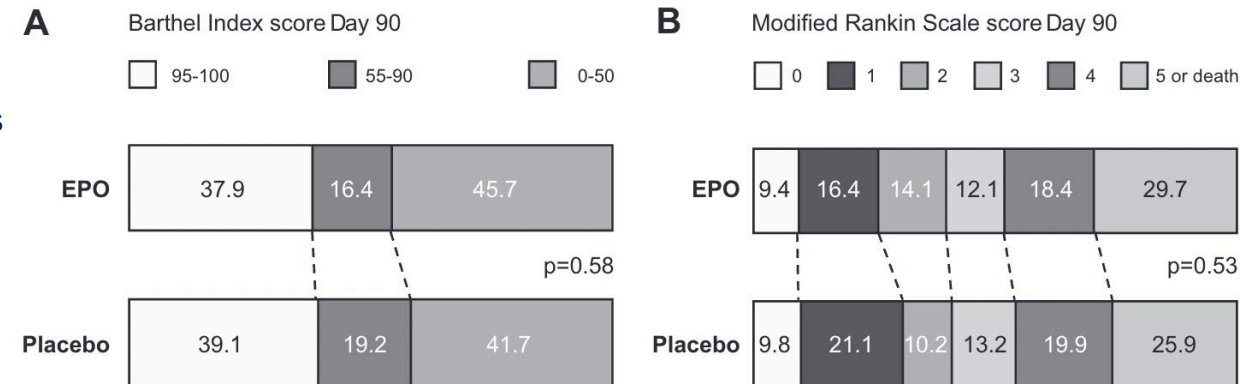 A Barthel Index score Day 90
95-100 55-90 0-50
EPO 37.9 16.4 45.7
p=0.58
Placebo 39.1 19.2 41.7
B Modified Rankin Scale score Day 90
0 1 2 3 4 5 or death
EPO 9.4 16.4 14.1 12.1 18.4 29.7
p=0.53
Placebo 9.8 21.1 10.2 13.2 19.9 25.9